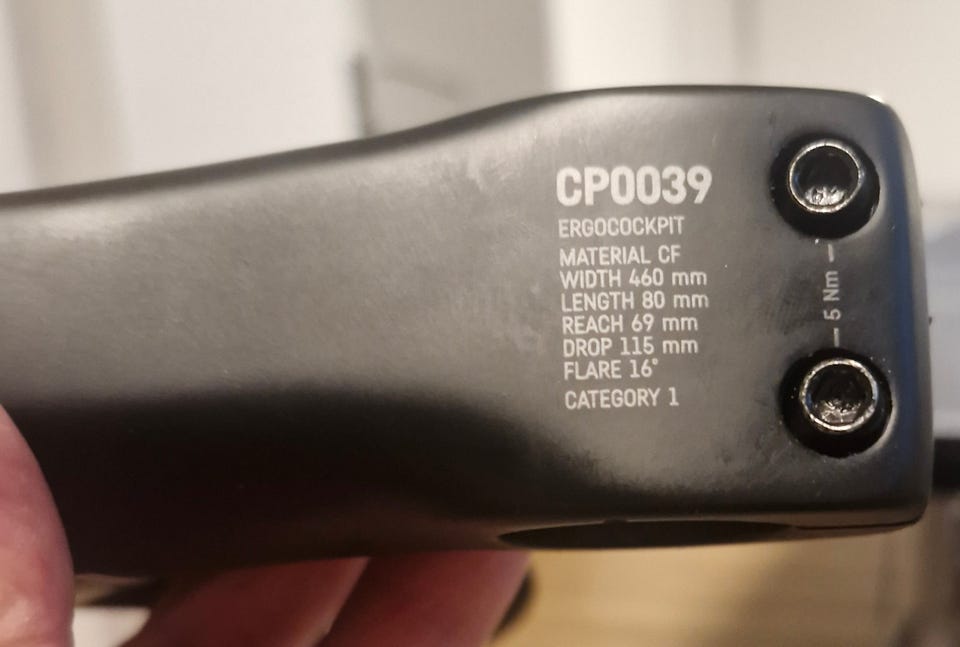 CP0039
ERGOCOCKPIT
MATERIAL CF
WIDTH 460 mm
LENGTH 80 mm
REACH 69 mm
DROP 115 mm
FLARE 16°
CATEGORY 1
5 Nm